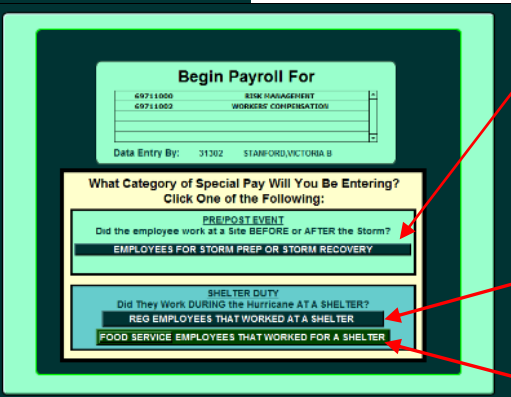 Begin Payroll For
69711000 RISK MANAGEMENT
69711002 WORKERS' COMPENSATION
Data Entry By: 31302 STANFORD,VICTORIA B
What Category of Special Pay Will You Be Entering?
Click One of the Following:
PRE/POST EVENT
Did the employee work at a Site BEFORE or AFTER the Storm?
EMPLOYEES FOR STORM PREP OR STORM RECOVERY
SHELTER DUTY
Did They Work DURING the Hurricane AT A SHELTER?
REG EMPLOYEES THAT WORKED AT A SHELTER
FOOD SERVICE EMPLOYEES THAT WORKED FOR A SHELTER